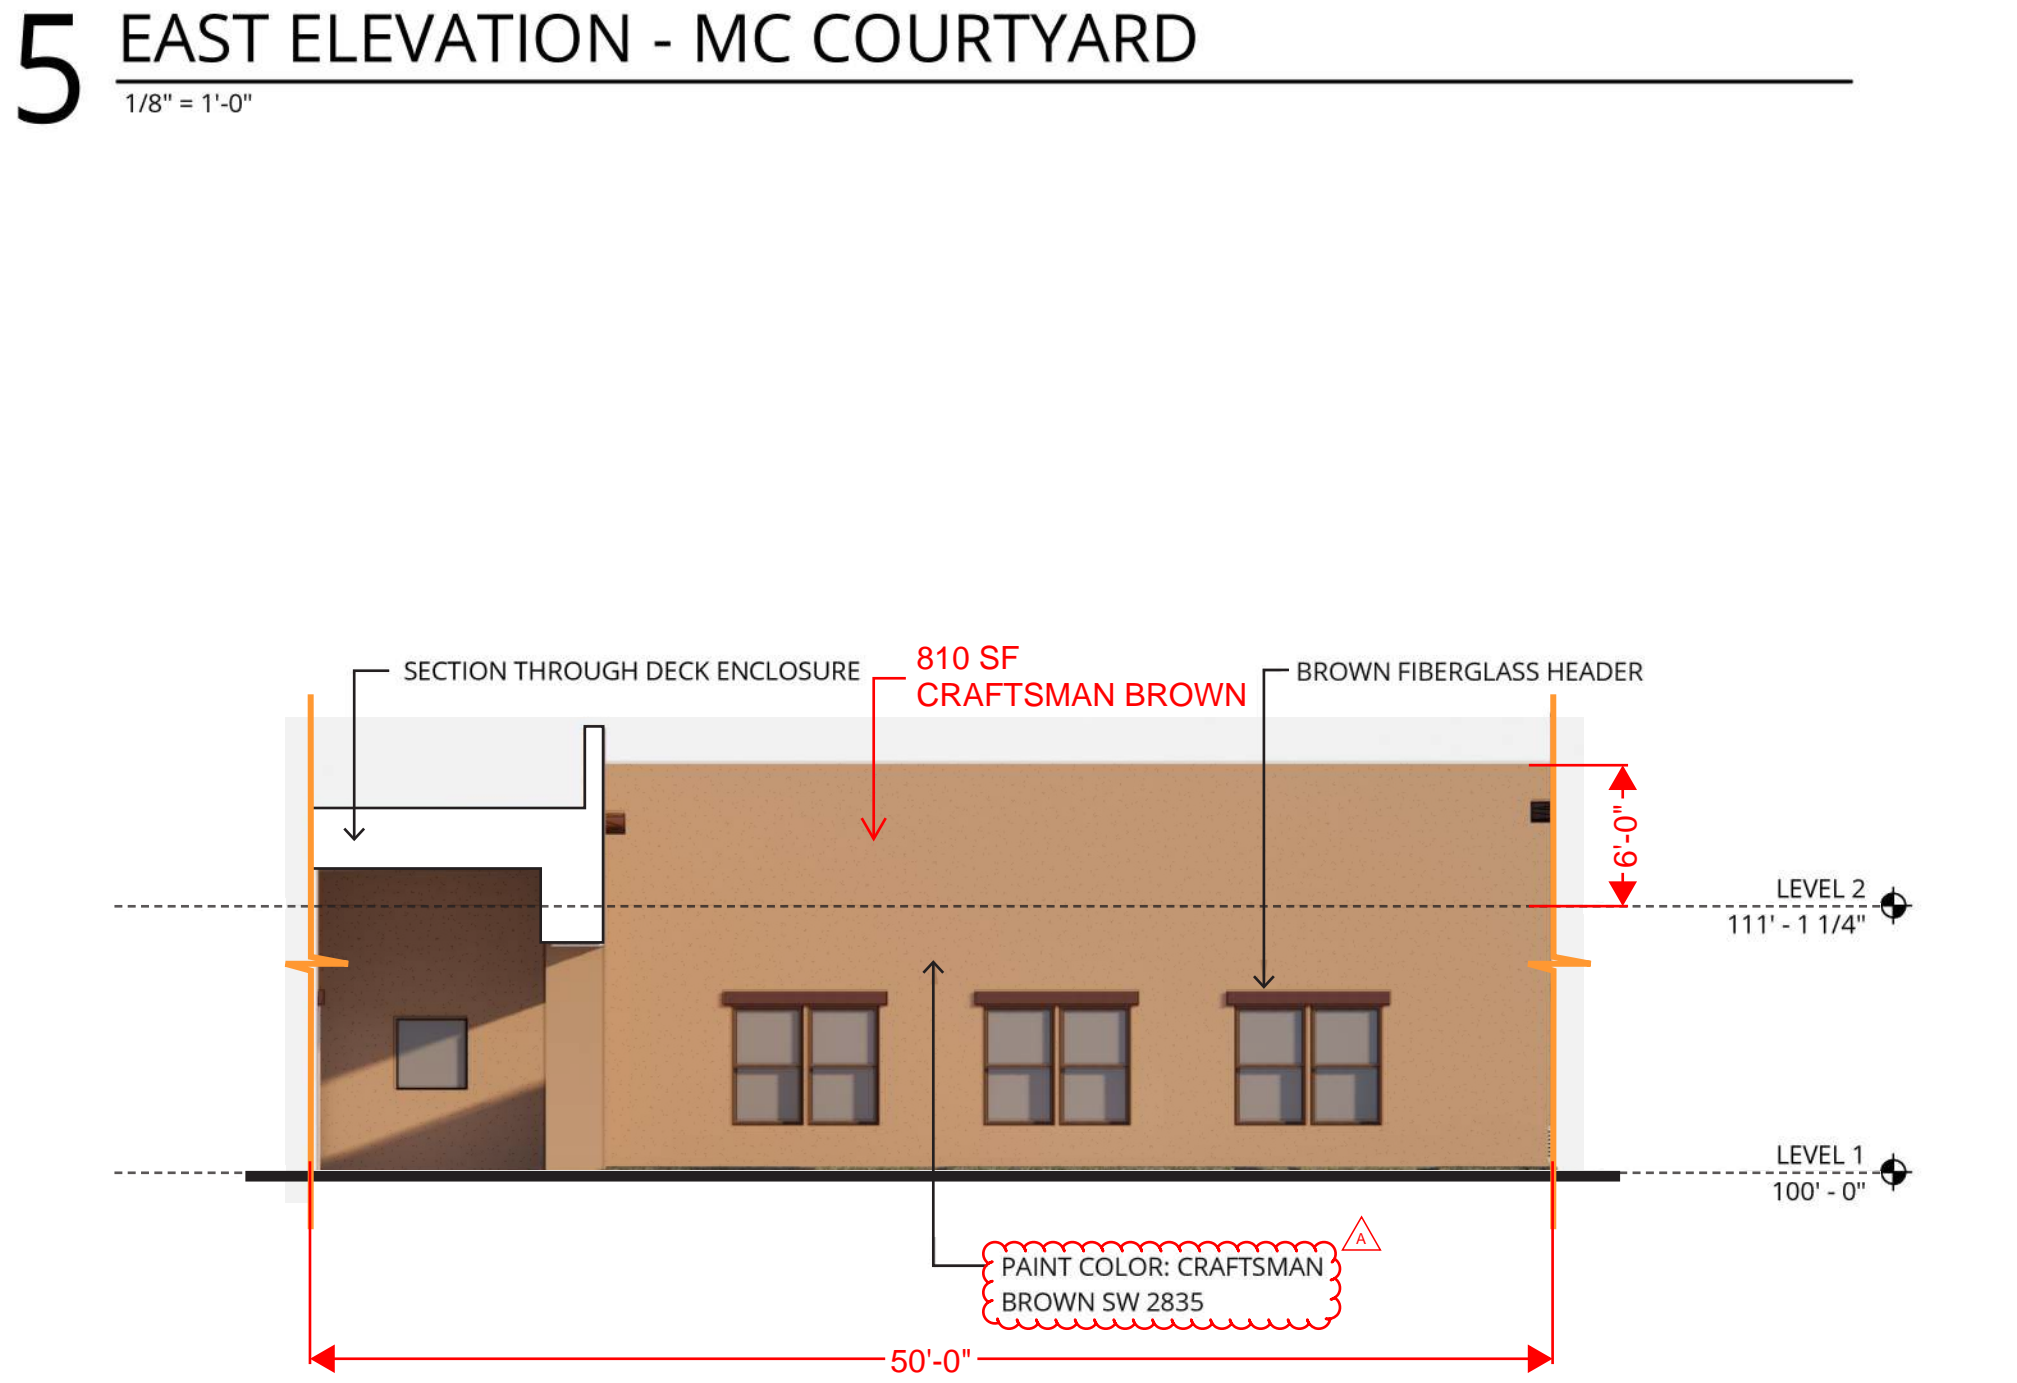 5 EAST ELEVATION - MC COURTYARD
1/8" = 1'-0"
SECTION THROUGH DECK ENCLOSURE
810 SF
CRAFTSMAN BROWN
BROWN FIBERGLASS HEADER
6'-0"
LEVEL 2
111' - 1 1/4"
LEVEL 1
100' - 0"
A
PAINT COLOR: CRAFTSMAN
BROWN SW 2835
50'-0"